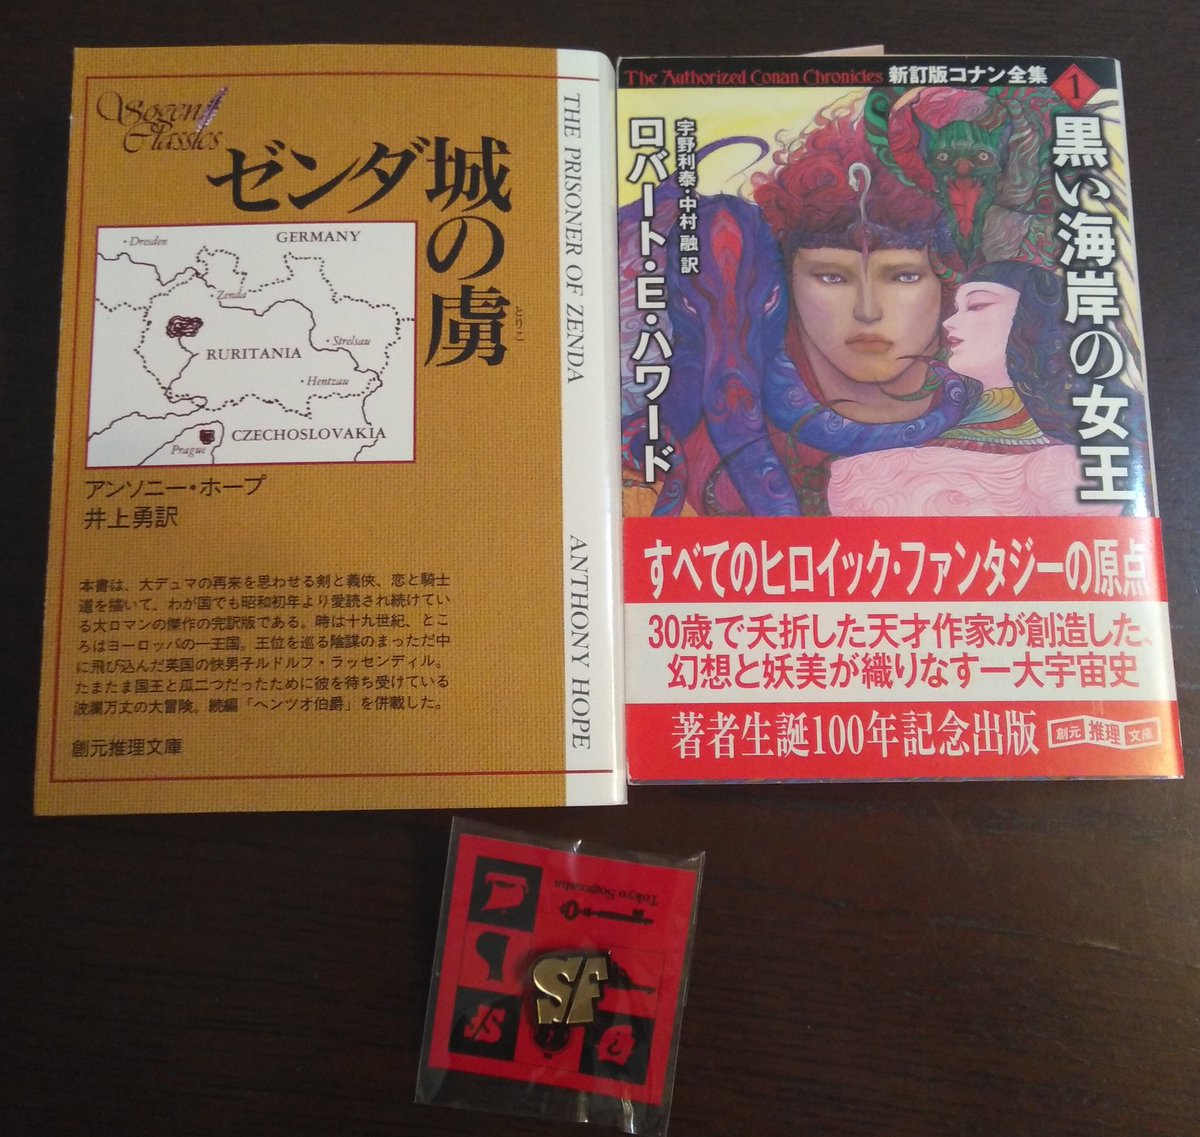 Sogen
Classics
ゼンダ城の虜
とりこ
GERMANY
Dresden
Zenda
Strelsau
RURITANIA
Hentzau
CZECHOSLOVAKIA
Prague
アンソニー・ホープ
井上勇訳
本書は、大デュマの再来を思わせる剣と義俠、恋と騎士
道を描いて、わが国でも昭和初年より愛読され続けてい
る大ロマンの傑作の完訳版である。時は十九世紀、とこ
ろはヨーロッパの一王国。王位を巡る陰謀のまっただ中
に飛び込んだ英国の快男子ルドルフ・ラッセンディル。
たまたま国王と瓜二つだったために彼を待ち受けている
波瀾万丈の大冒険。続編「ヘンツオ伯爵」を併載した。
創元推理文庫
THE PRISONER OF ZENDA
ANTHONY HOPE
The Authorized Conan Chronicles 新訂版コナン全集 1
黒い海岸の女王
ロバート・E・ハワード
宇野利泰・中村 融 訳
すべてのヒロイック・ファンタジーの原点
30歳で夭折した天才作家が創造した、
幻想と妖美が織りなす一大宇宙史
著者生誕100年記念出版
創元 推理 文庫
Tokyo Sogensha
SF
SF